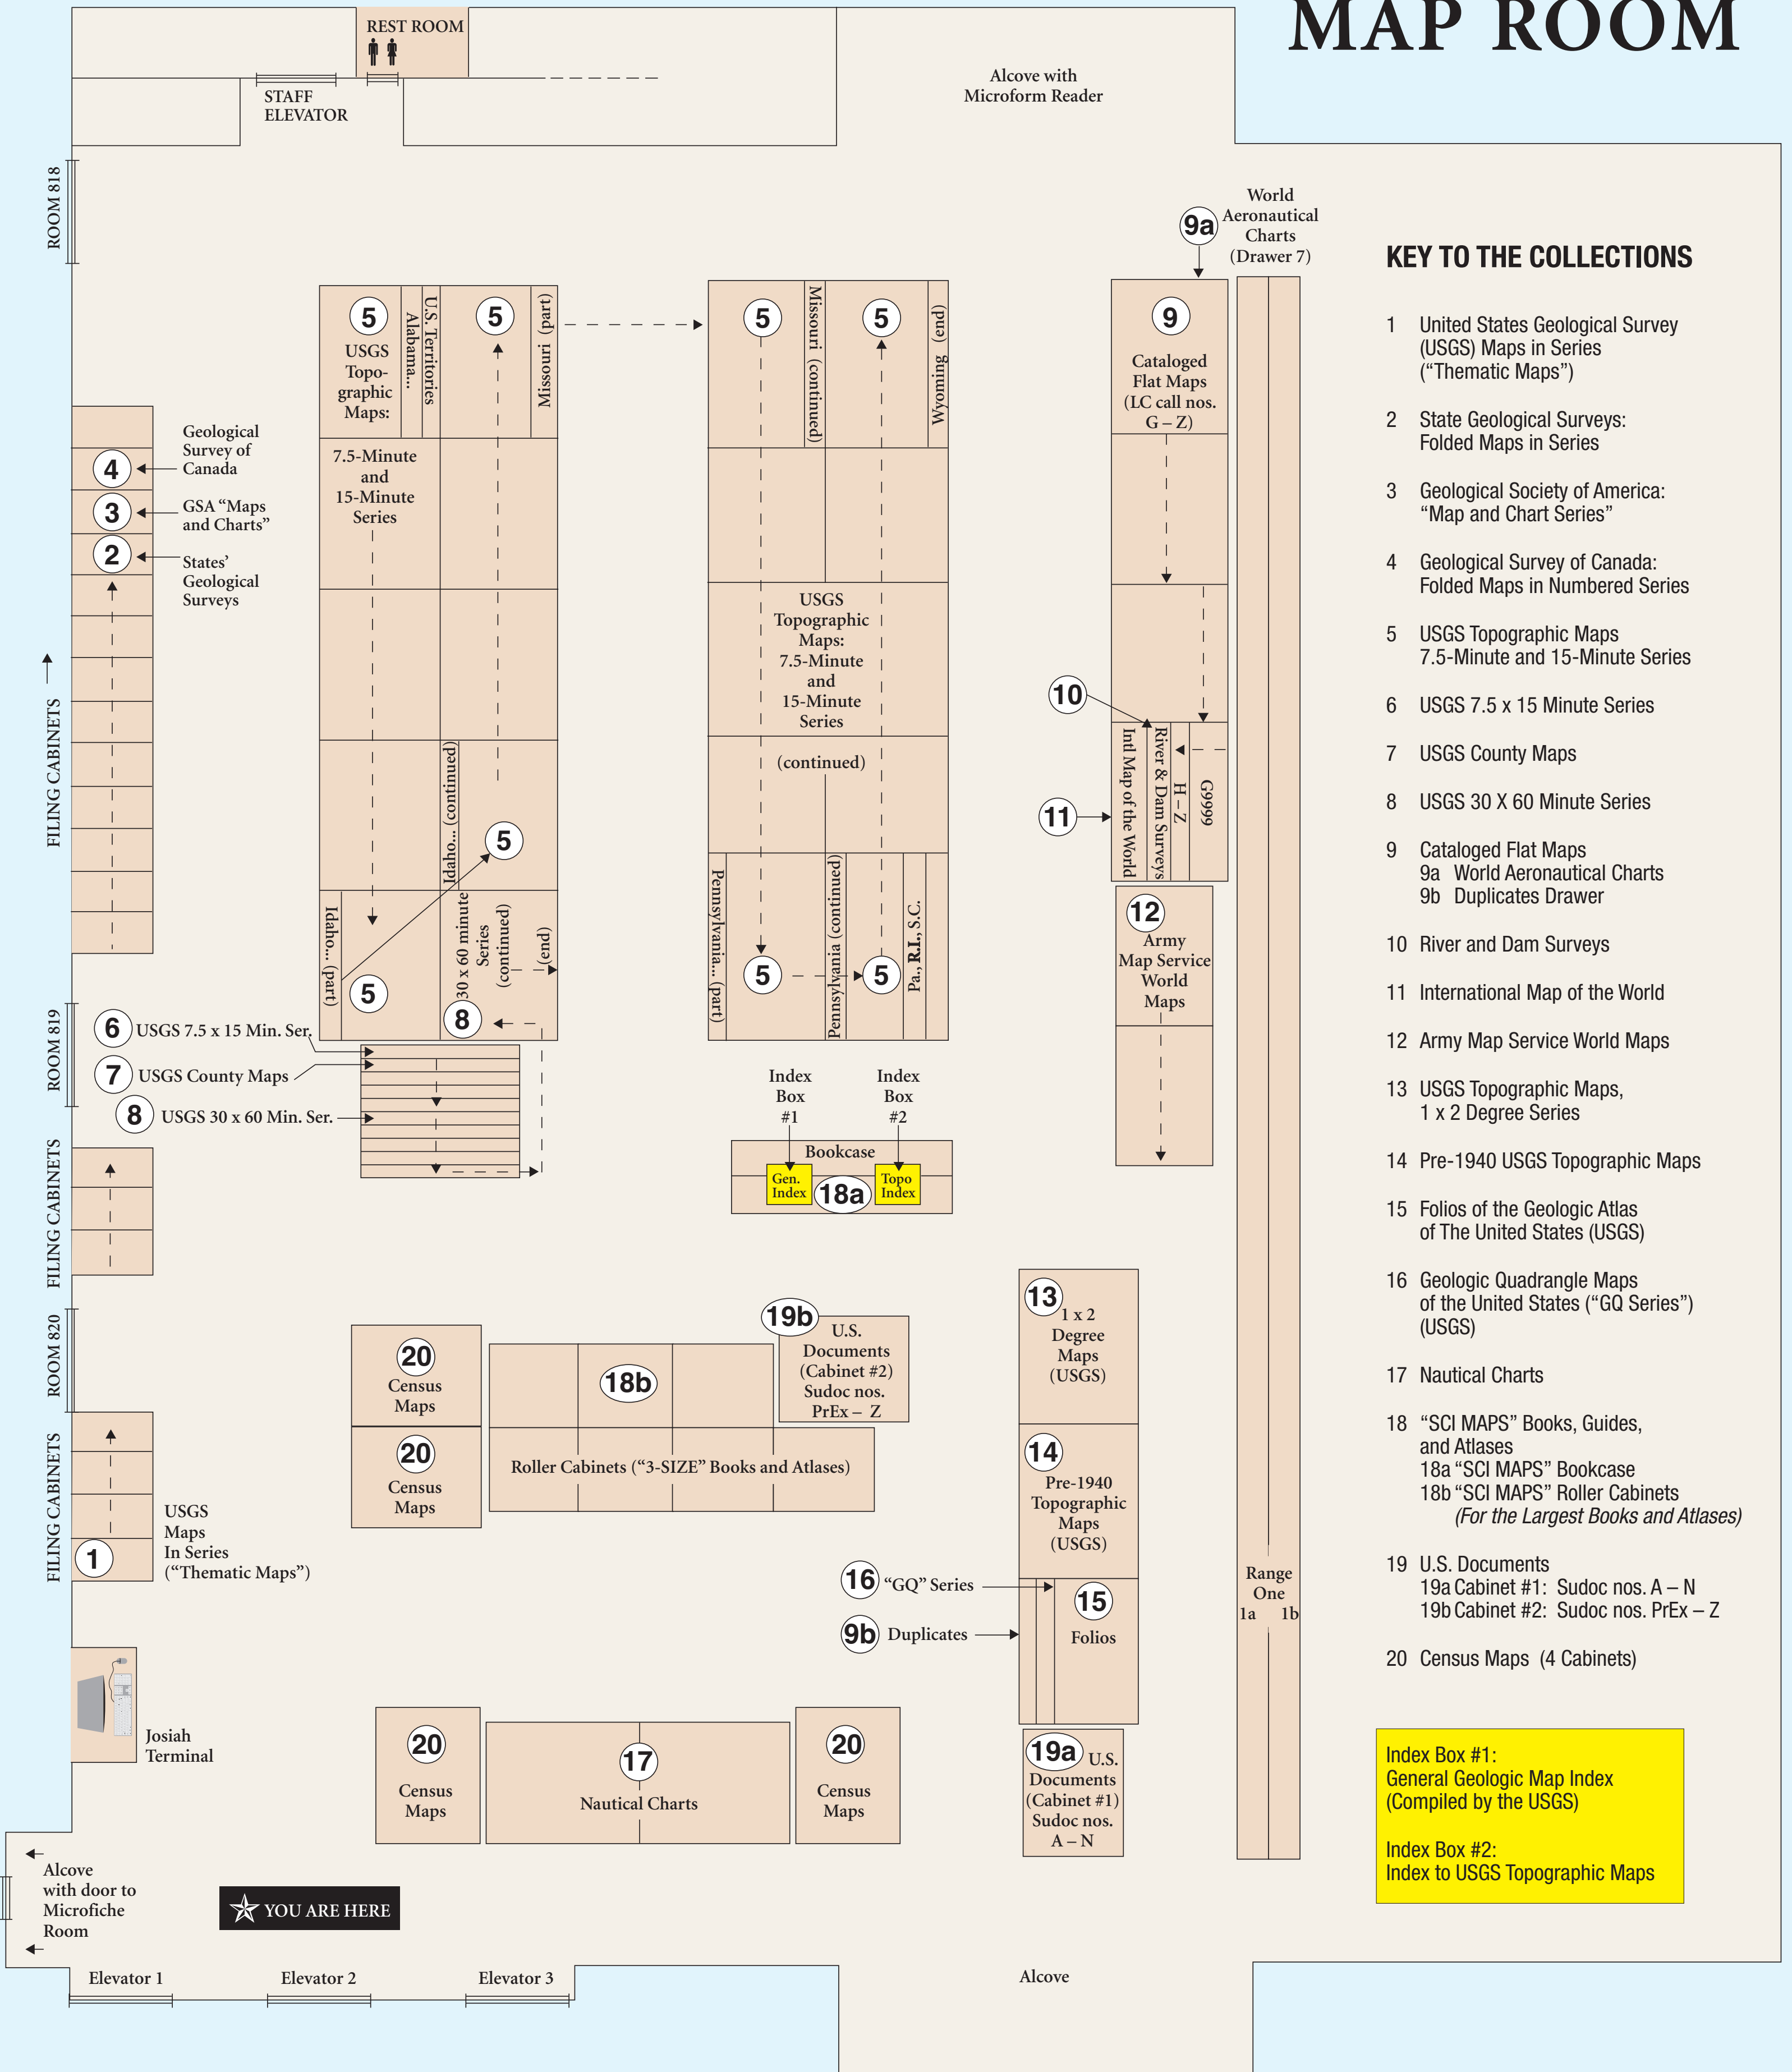 MAP ROOM
REST ROOM
STAFF
ELEVATOR
Alcove with
Microform Reader
ROOM 818
9a
World
Aeronautical
Charts
(Drawer 7)
5
USGS
Topo-
graphic
Maps:
Alabama...
U.S. Territories
5
Missouri (part)
7.5-Minute
and
15-Minute
Series
Idaho... (continued)
5
Idaho... (part)
5
30 x 60 minute
Series
(continued)
(end)
8
5
Missouri (continued)
5
Wyoming (end)
USGS
Topographic
Maps:
7.5-Minute
and
15-Minute
Series
(continued)
Pennsylvania.... (part)
5
Pennsylvania (continued)
5
Pa., R.I., S.C.
9
Cataloged
Flat Maps
(LC call nos.
G – Z)
10
11
Intl Map of the World
River & Dam Surveys
H – Z
G9999
12
Army
Map Service
World
Maps
4
Geological
Survey of
Canada
3
GSA “Maps
and Charts”
2
States’
Geological
Surveys
FILING CABINETS
ROOM 819
6 USGS 7.5 x 15 Min. Ser.
7 USGS County Maps
8 USGS 30 x 60 Min. Ser.
FILING CABINETS
ROOM 820
FILING CABINETS
1
USGS
Maps
In Series
(“Thematic Maps”)
Index
Box
#1
Index
Box
#2
Bookcase
Gen.
Index
18a
Topo
Index
20
Census
Maps
20
Census
Maps
18b
Roller Cabinets (“3-SIZE” Books and Atlases)
19b
U.S.
Documents
(Cabinet #2)
Sudoc nos.
PrEx – Z
13
1 x 2
Degree
Maps
(USGS)
14
Pre-1940
Topographic
Maps
(USGS)
16 “GQ” Series
9b Duplicates
15
Folios
19a U.S.
Documents
(Cabinet #1)
Sudoc nos.
A – N
Range
One
1a 1b
Josiah
Terminal
20
Census
Maps
17
Nautical Charts
20
Census
Maps
Alcove
with door to
Microfiche
Room
YOU ARE HERE
Elevator 1
Elevator 2
Elevator 3
Alcove
KEY TO THE COLLECTIONS
1 United States Geological Survey
(USGS) Maps in Series
(“Thematic Maps”)
2 State Geological Surveys:
Folded Maps in Series
3 Geological Society of America:
“Map and Chart Series”
4 Geological Survey of Canada:
Folded Maps in Numbered Series
5 USGS Topographic Maps
7.5-Minute and 15-Minute Series
6 USGS 7.5 x 15 Minute Series
7 USGS County Maps
8 USGS 30 X 60 Minute Series
9 Cataloged Flat Maps
9a World Aeronautical Charts
9b Duplicates Drawer
10 River and Dam Surveys
11 International Map of the World
12 Army Map Service World Maps
13 USGS Topographic Maps,
1 x 2 Degree Series
14 Pre-1940 USGS Topographic Maps
15 Folios of the Geologic Atlas
of The United States (USGS)
16 Geologic Quadrangle Maps
of the United States (“GQ Series”)
(USGS)
17 Nautical Charts
18 “SCI MAPS” Books, Guides,
and Atlases
18a “SCI MAPS” Bookcase
18b “SCI MAPS” Roller Cabinets
(For the Largest Books and Atlases)
19 U.S. Documents
19a Cabinet #1: Sudoc nos. A – N
19b Cabinet #2: Sudoc nos. PrEx – Z
20 Census Maps (4 Cabinets)
Index Box #1:
General Geologic Map Index
(Compiled by the USGS)
Index Box #2:
Index to USGS Topographic Maps